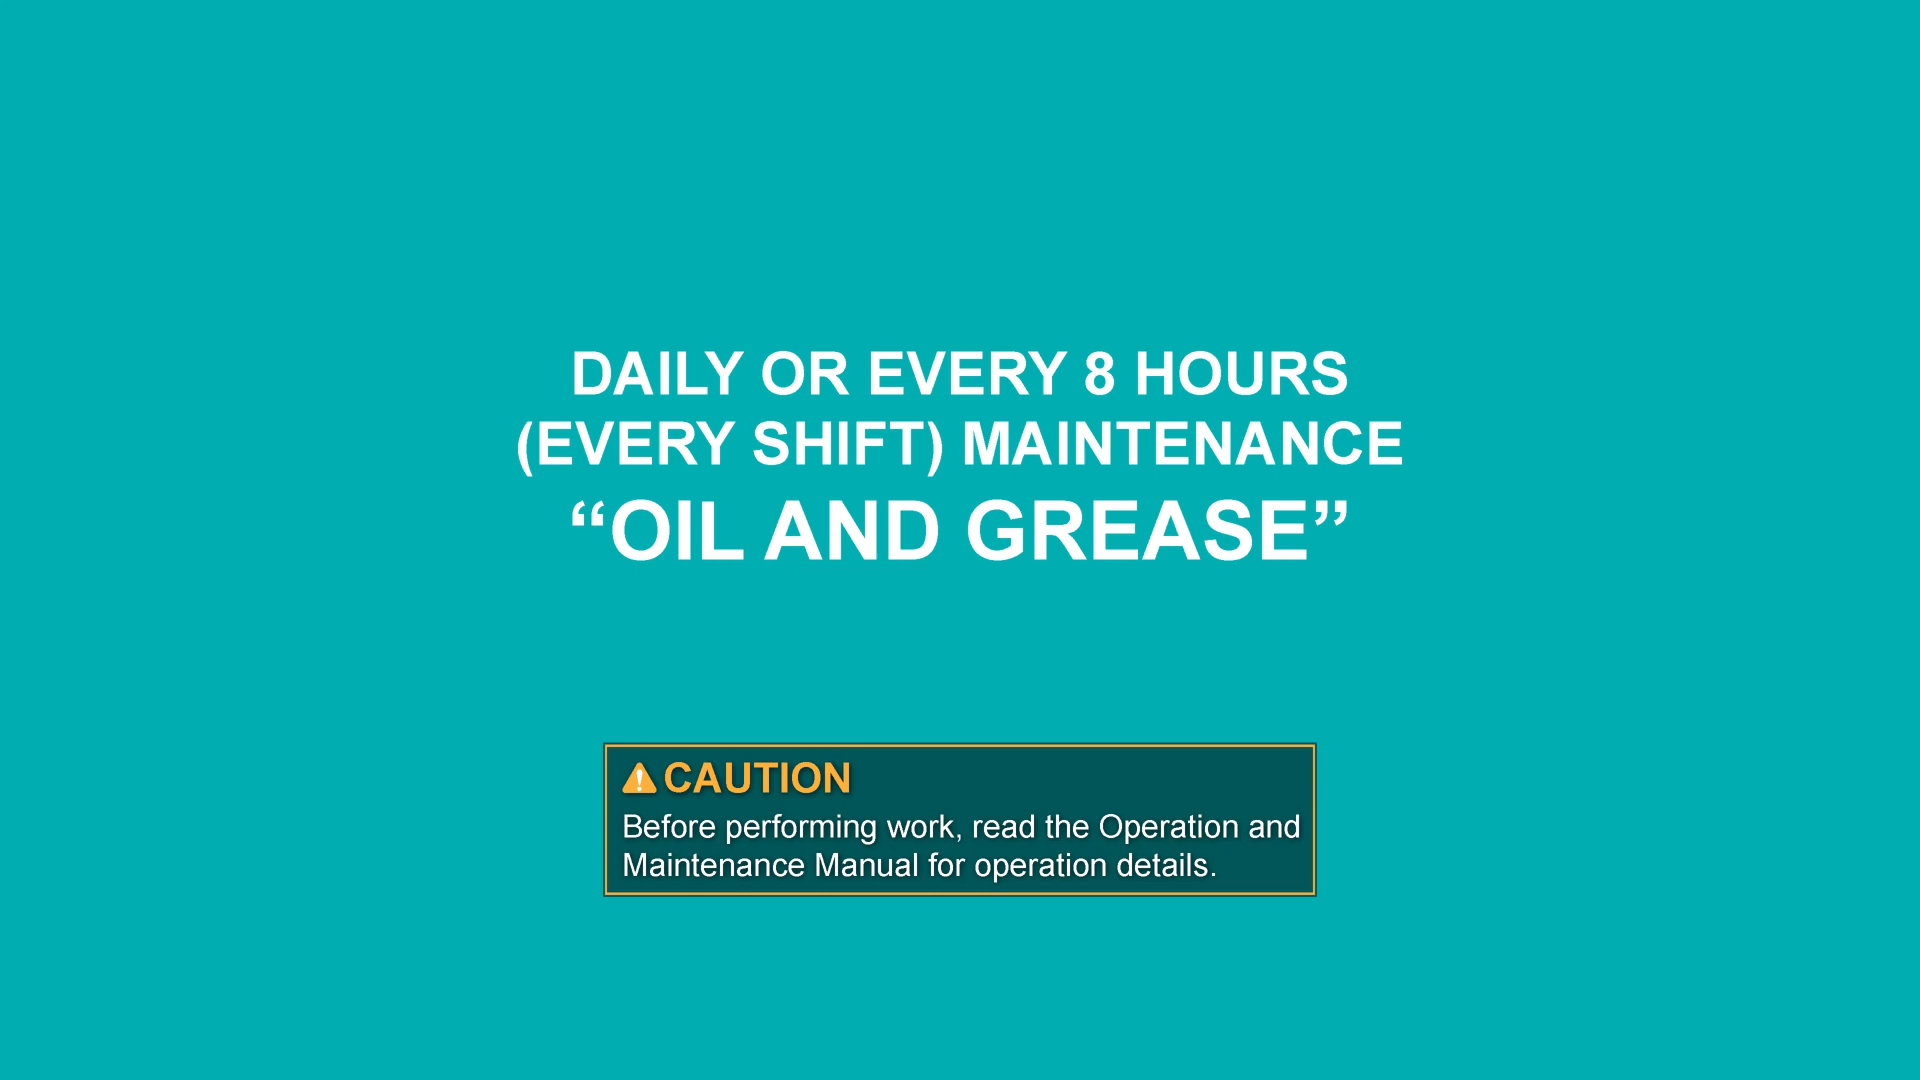 DAILY OR EVERY 8 HOURS
(EVERY SHIFT) MAINTENANCE
“OIL AND GREASE”
CAUTION
Before performing work, read the Operation and
Maintenance Manual for operation details.